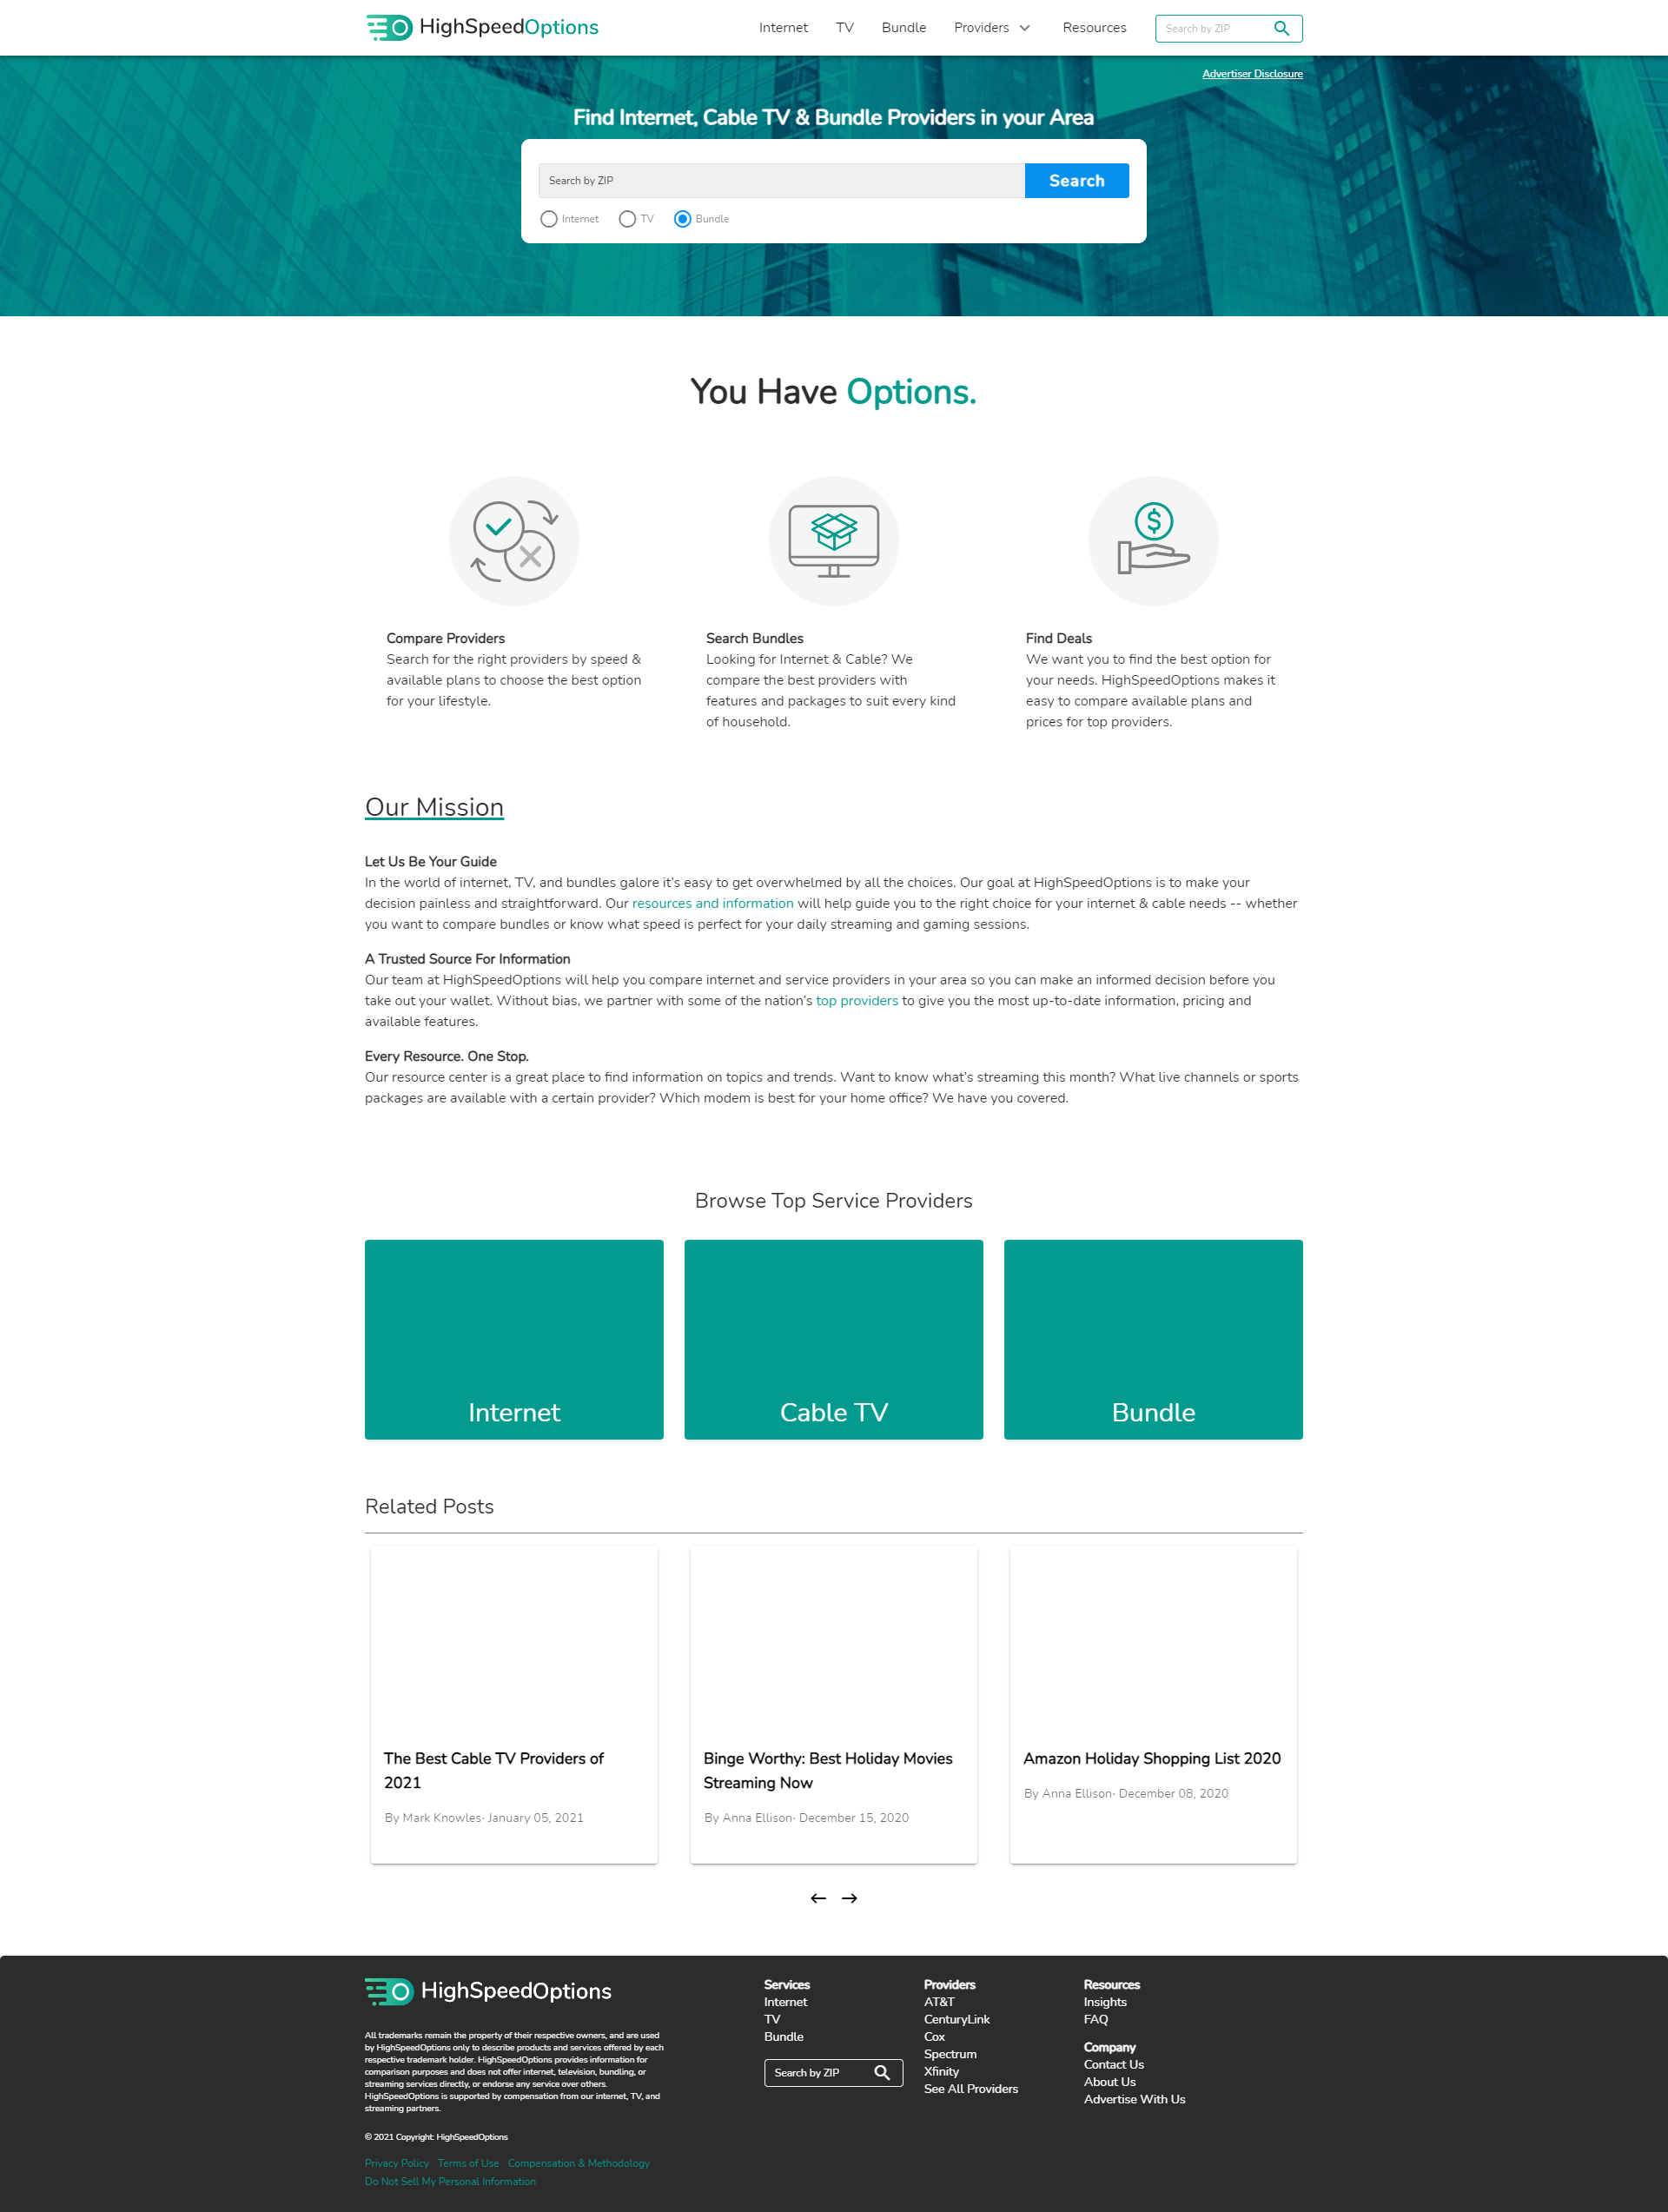 HighSpeedOptions
Internet TV Bundle Providers Resources Search by ZIP
Advertiser Disclosure
Find Internet, Cable TV & Bundle Providers in your Area
Search by ZIP Search
Internet TV Bundle
You Have Options.
Compare Providers
Search for the right providers by speed &
available plans to choose the best option
for your lifestyle.
Search Bundles
Looking for Internet & Cable? We
compare the best providers with
features and packages to suit every kind
of household.
Find Deals
We want you to find the best option for
your needs. HighSpeedOptions makes it
easy to compare available plans and
prices for top providers.
Our Mission
Let Us Be Your Guide
In the world of internet, TV, and bundles galore it’s easy to get overwhelmed by all the choices. Our goal at HighSpeedOptions is to make your
decision painless and straightforward. Our resources and information will help guide you to the right choice for your internet & cable needs -- whether
you want to compare bundles or know what speed is perfect for your daily streaming and gaming sessions.
A Trusted Source For Information
Our team at HighSpeedOptions will help you compare internet and service providers in your area so you can make an informed decision before you
take out your wallet. Without bias, we partner with some of the nation’s top providers to give you the most up-to-date information, pricing and
available features.
Every Resource. One Stop.
Our resource center is a great place to find information on topics and trends. Want to know what’s streaming this month? What live channels or sports
packages are available with a certain provider? Which modem is best for your home office? We have you covered.
Browse Top Service Providers
Internet
Cable TV
Bundle
Related Posts
The Best Cable TV Providers of
2021
By Mark Knowles· January 05, 2021
Binge Worthy: Best Holiday Movies
Streaming Now
By Anna Ellison· December 15, 2020
Amazon Holiday Shopping List 2020
By Anna Ellison· December 08, 2020
HighSpeedOptions
All trademarks remain the property of their respective owners, and are used
by HighSpeedOptions only to describe products and services offered by each
respective trademark holder. HighSpeedOptions provides information for
comparison purposes and does not offer internet, television, bundling, or
streaming services directly, or endorse any service over others.
HighSpeedOptions is supported by compensation from our internet, TV, and
streaming partners.
© 2021 Copyright: HighSpeedOptions
Privacy Policy Terms of Use Compensation & Methodology
Do Not Sell My Personal Information
Services
Internet
TV
Bundle
Search by ZIP
Providers
AT&T
CenturyLink
Cox
Spectrum
Xfinity
See All Providers
Resources
Insights
FAQ
Company
Contact Us
About Us
Advertise With Us